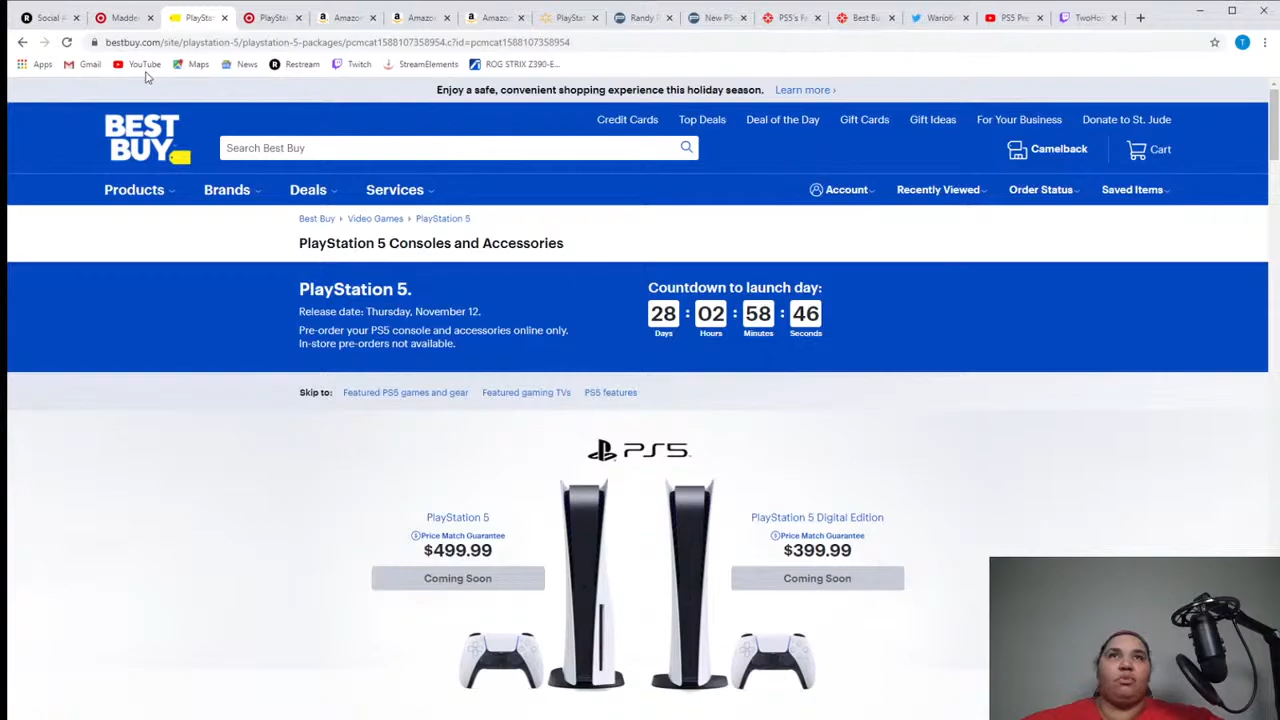 Social
Madde
PlaySta
PlaySta
Amazon
Amazon
Amazon
PlaySta
Randy
New PS
PS5's F
Best Bu
Wario64
PS5 Pre
TwoHo
bestbuy.com/site/playstation-5/playstation-5-packages/pcmcat1588107358954.c?id=pcmcat1588107358954
T
Apps
Gmail
YouTube
Maps
News
Restream
Twitch
StreamElements
ROG STRIX Z390-E...
Enjoy a safe, convenient shopping experience this holiday season. Learn more ›
Credit Cards Top Deals Deal of the Day Gift Cards Gift Ideas For Your Business Donate to St. Jude
BEST
BUY
Search Best Buy
Camelback
Cart
Products Brands Deals Services
Account Recently Viewed Order Status Saved Items
Best Buy › Video Games › PlayStation 5
PlayStation 5 Consoles and Accessories
PlayStation 5.
Release date: Thursday, November 12.
Pre-order your PS5 console and accessories online only.
In-store pre-orders not available.
Countdown to launch day:
28 : 02 : 58 : 46
Days Hours Minutes Seconds
Skip to: Featured PS5 games and gear Featured gaming TVs PS5 features
PS5
PlayStation 5
Price Match Guarantee
$499.99
Coming Soon
PlayStation 5 Digital Edition
Price Match Guarantee
$399.99
Coming Soon